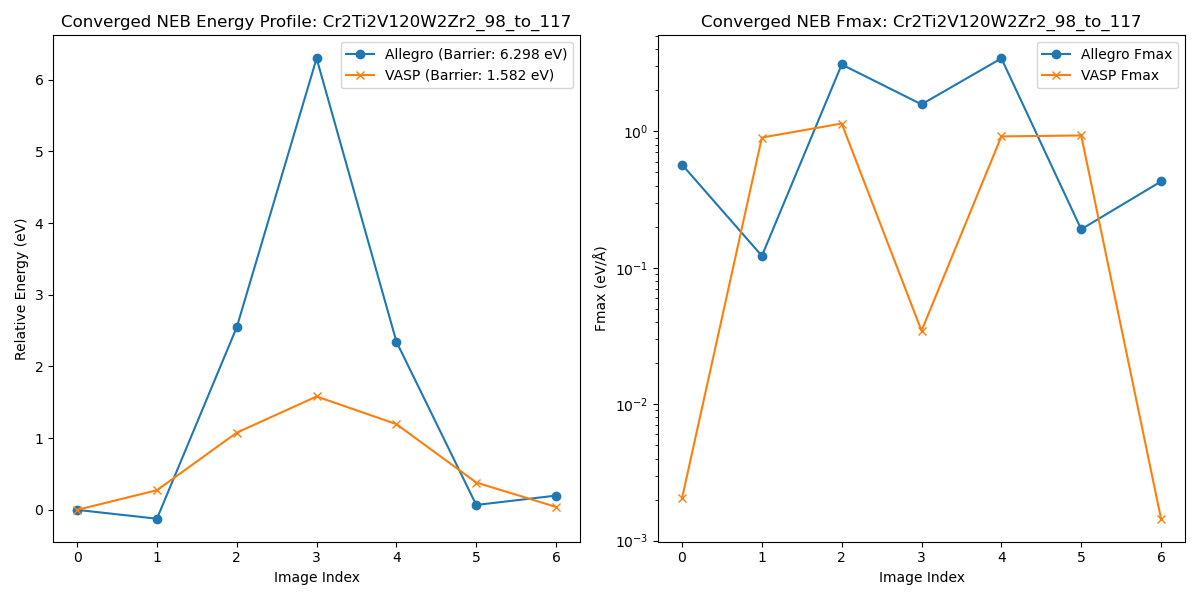 Converged NEB Energy Profile: Cr2Ti2V120W2Zr2_98_to_117
Allegro (Barrier: 6.298 eV)
VASP (Barrier: 1.582 eV)
Relative Energy (eV)
6
5
4
3
2
1
0
0 1 2 3 4 5 6
Image Index
Converged NEB Fmax: Cr2Ti2V120W2Zr2_98_to_117
Allegro Fmax
VASP Fmax
Fmax (eV/Å)
10⁰
10⁻¹
10⁻²
10⁻³
0 1 2 3 4 5 6
Image Index